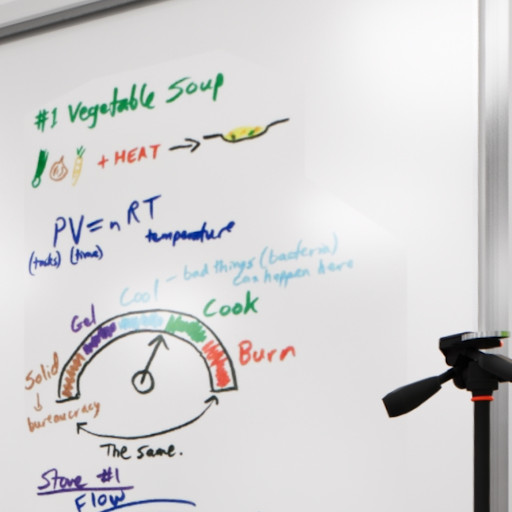 #1 Vegetable Soup
+ HEAT →
PV = nRT
temperature
(tasks) (time)
Cool - bad things (bacteria)
can happen here
Gel
Cook
Solid
Burn
↓
bureaucracy
The same.
Stove #1
Flow